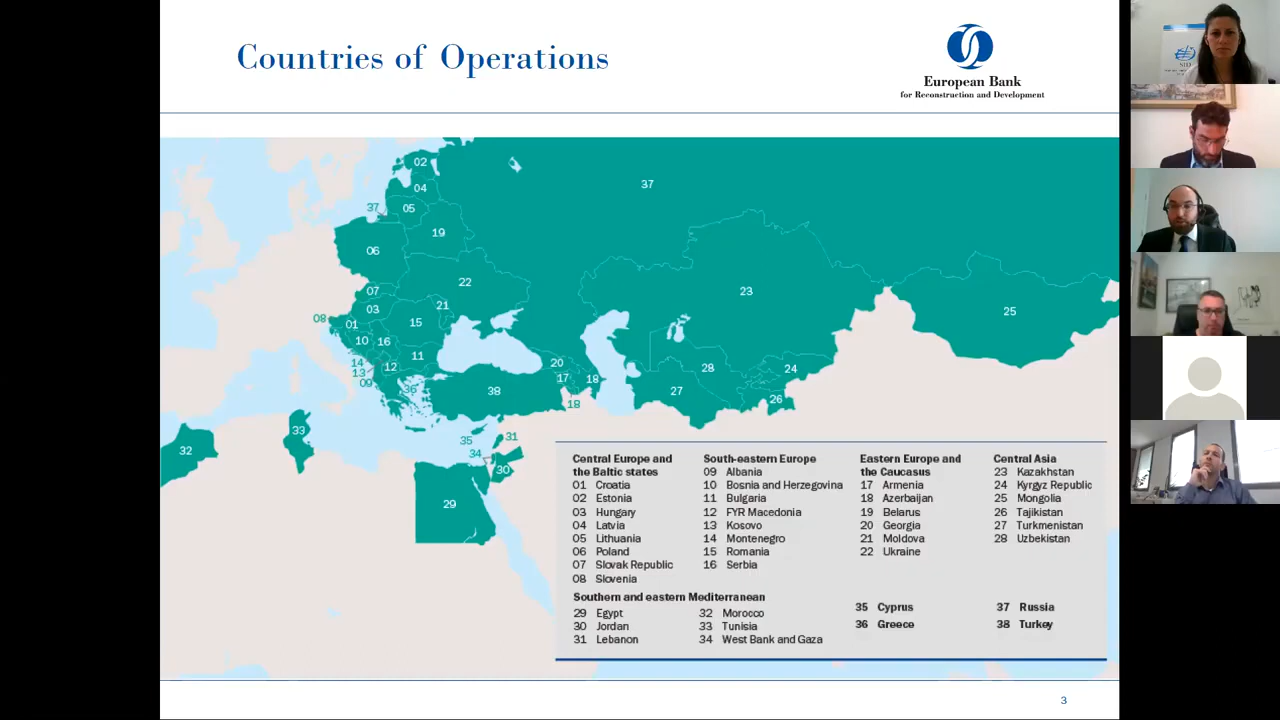 Countries of Operations
European Bank
for Reconstruction and Development
02
37
04
37
05
19
06
22
07
23
03
21
25
08
01
15
10
16
11
14
12
20
28
24
13
17
18
09
36
38
27
26
18
33
35
31
32
34
30
29
Central Europe and
the Baltic states
01 Croatia
02 Estonia
03 Hungary
04 Latvia
05 Lithuania
06 Poland
07 Slovak Republic
08 Slovenia
South-eastern Europe
09 Albania
10 Bosnia and Herzegovina
11 Bulgaria
12 FYR Macedonia
13 Kosovo
14 Montenegro
15 Romania
16 Serbia
Eastern Europe and
the Caucasus
17 Armenia
18 Azerbaijan
19 Belarus
20 Georgia
21 Moldova
22 Ukraine
Central Asia
23 Kazakhstan
24 Kyrgyz Republic
25 Mongolia
26 Tajikistan
27 Turkmenistan
28 Uzbekistan
Southern and eastern Mediterranean
29 Egypt
30 Jordan
31 Lebanon
32 Morocco
33 Tunisia
34 West Bank and Gaza
35 Cyprus
36 Greece
37 Russia
38 Turkey
3